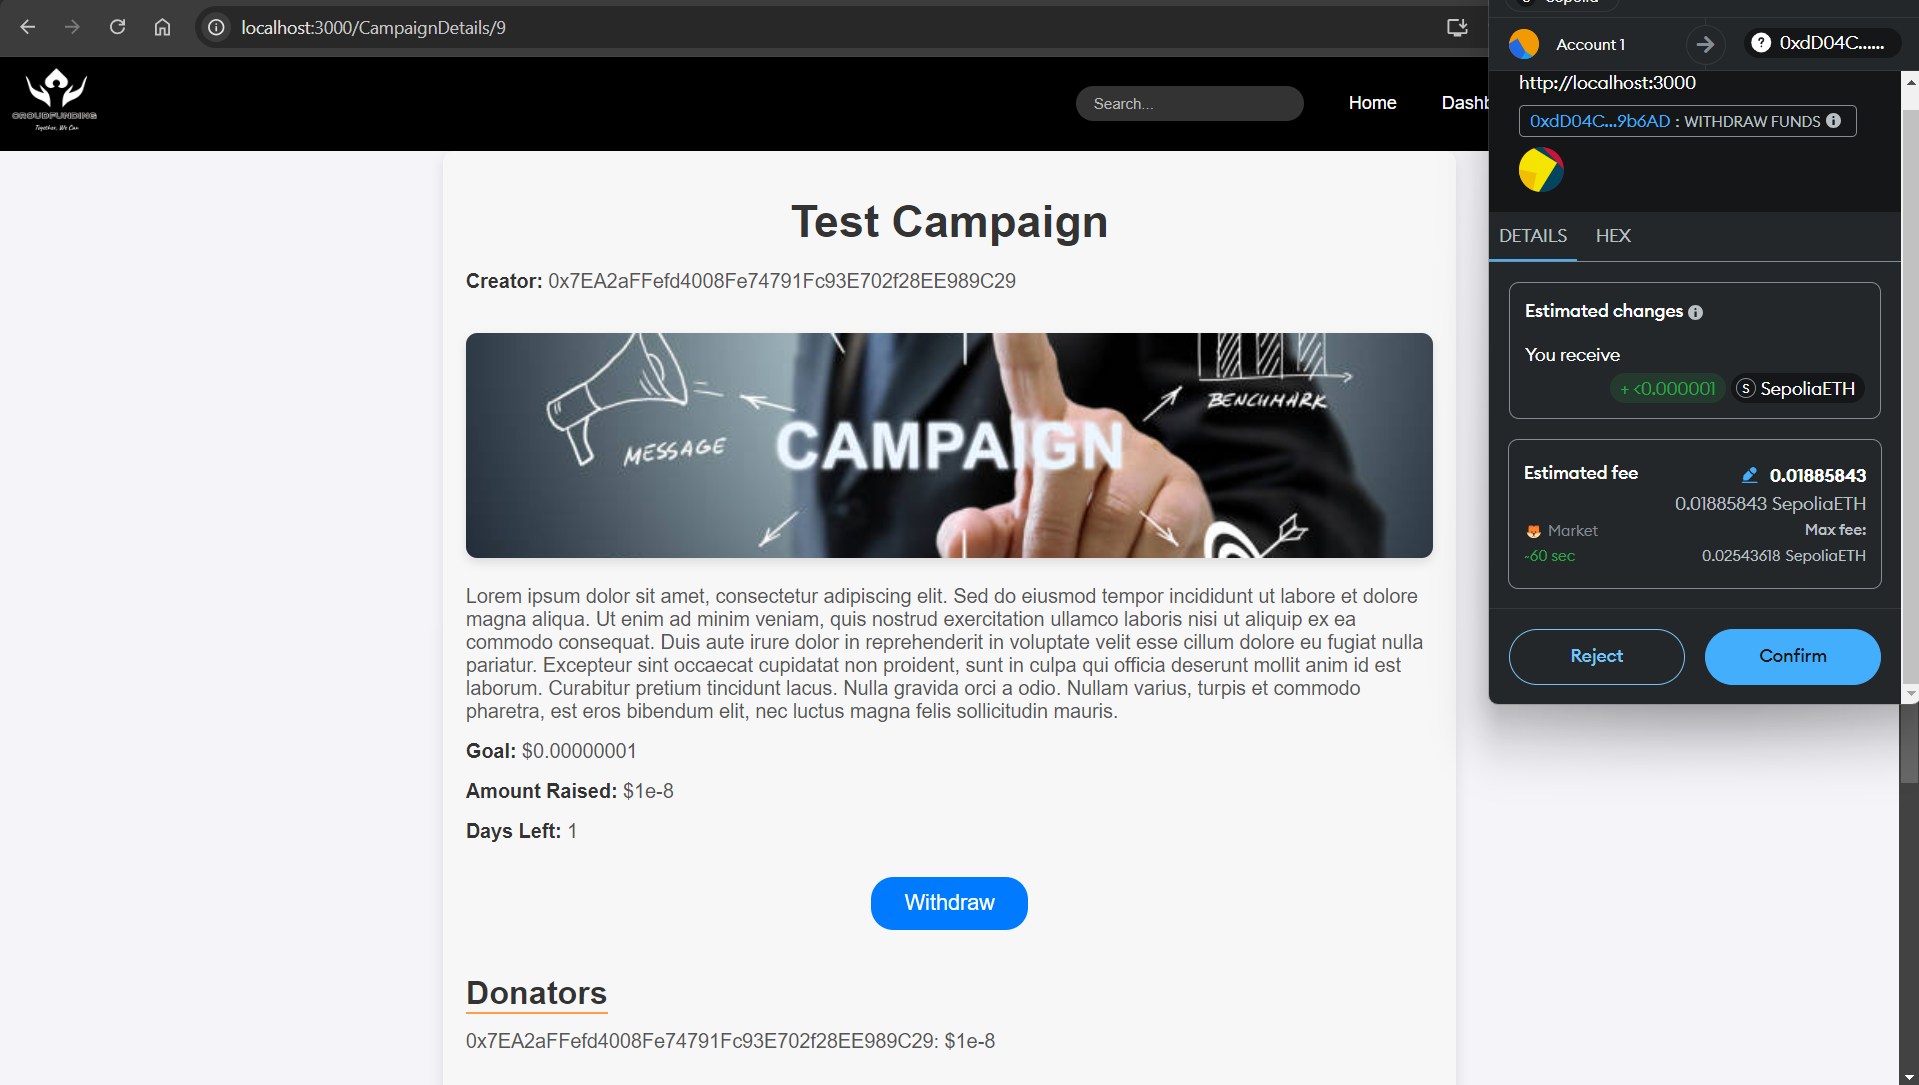 localhost:3000/CampaignDetails/9
CROUDFUNDING
Together, We Can
Search...
Home
Dashb
Test Campaign
Creator: 0x7EA2aFFefd4008Fe74791Fc93E702f28EE989C29
MESSAGE
CAMPAIGN
BENCHMARK
Lorem ipsum dolor sit amet, consectetur adipiscing elit. Sed do eiusmod tempor incididunt ut labore et dolore
magna aliqua. Ut enim ad minim veniam, quis nostrud exercitation ullamco laboris nisi ut aliquip ex ea
commodo consequat. Duis aute irure dolor in reprehenderit in voluptate velit esse cillum dolore eu fugiat nulla
pariatur. Excepteur sint occaecat cupidatat non proident, sunt in culpa qui officia deserunt mollit anim id est
laborum. Curabitur pretium tincidunt lacus. Nulla gravida orci a odio. Nullam varius, turpis et commodo
pharetra, est eros bibendum elit, nec luctus magna felis sollicitudin mauris.
Goal: $0.00000001
Amount Raised: $1e-8
Days Left: 1
Withdraw
Donators
0x7EA2aFFefd4008Fe74791Fc93E702f28EE989C29: $1e-8
Account 1
0xdD04C......
http://localhost:3000
0xdD04C...9b6AD : WITHDRAW FUNDS
DETAILS
HEX
Estimated changes
You receive
+ <0.000001
S SepoliaETH
Estimated fee
0.01885843
0.01885843 SepoliaETH
Market
Max fee:
~60 sec
0.02543618 SepoliaETH
Reject
Confirm